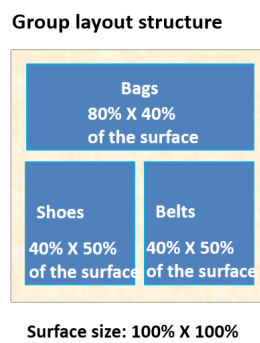 Group layout structure
Bags
80% X 40%
of the surface
Shoes
40% X 50%
of the surface
Belts
40% X 50%
of the surface
Surface size: 100% X 100%